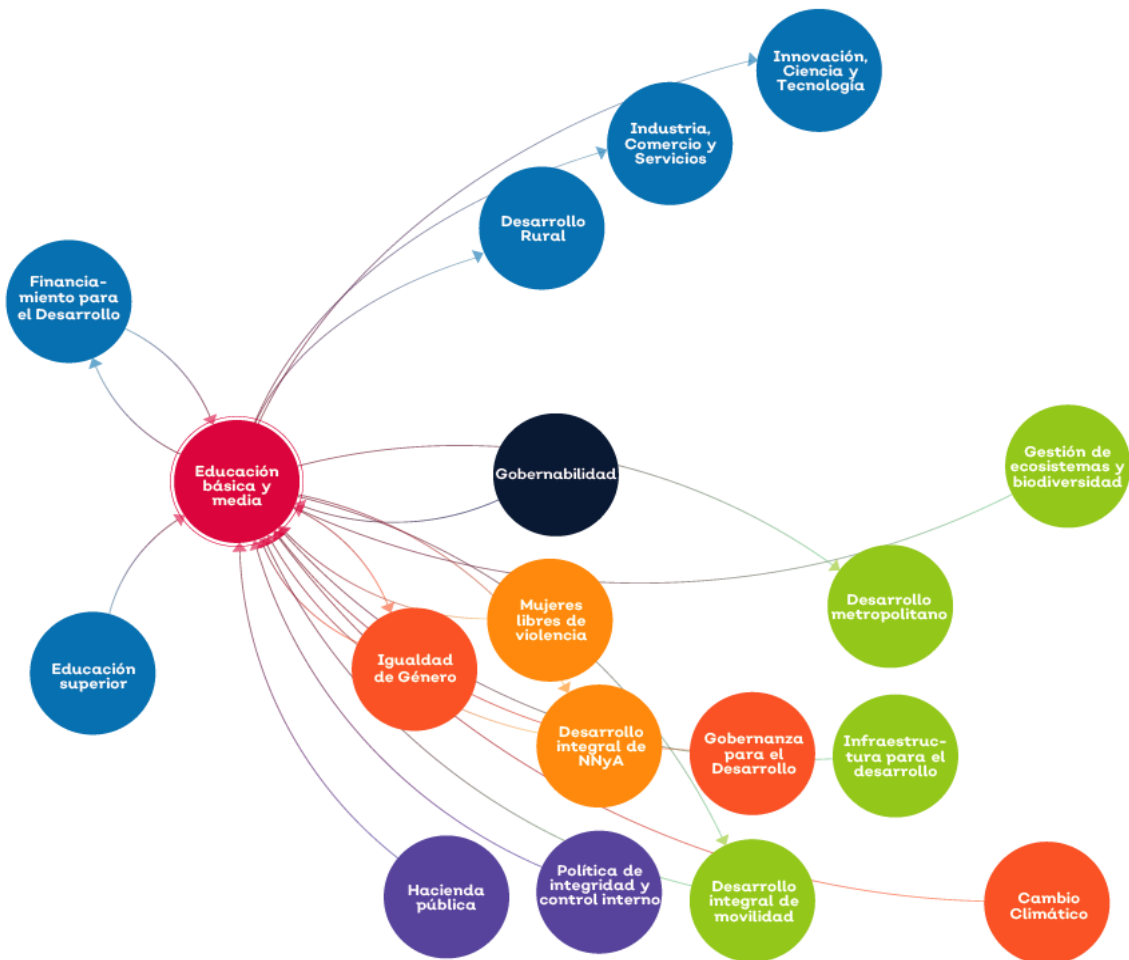 Innovación,
Ciencia y
Tecnología
Industria,
Comercio y
Servicios
Desarrollo
Rural
Financia-
miento para
el Desarrollo
Educación
básica y
media
Gobernabilidad
Gestión de
ecosistemas y
biodiversidad
Desarrollo
metropolitano
Mujeres
libres de
violencia
Educación
superior
Igualdad
de Género
Desarrollo
integral de
NNyA
Gobernanza
para el
Desarrollo
Infraestruc-
tura para el
desarrollo
Hacienda
pública
Política de
integridad y
control interno
Desarrollo
integral de
movilidad
Cambio
Climático